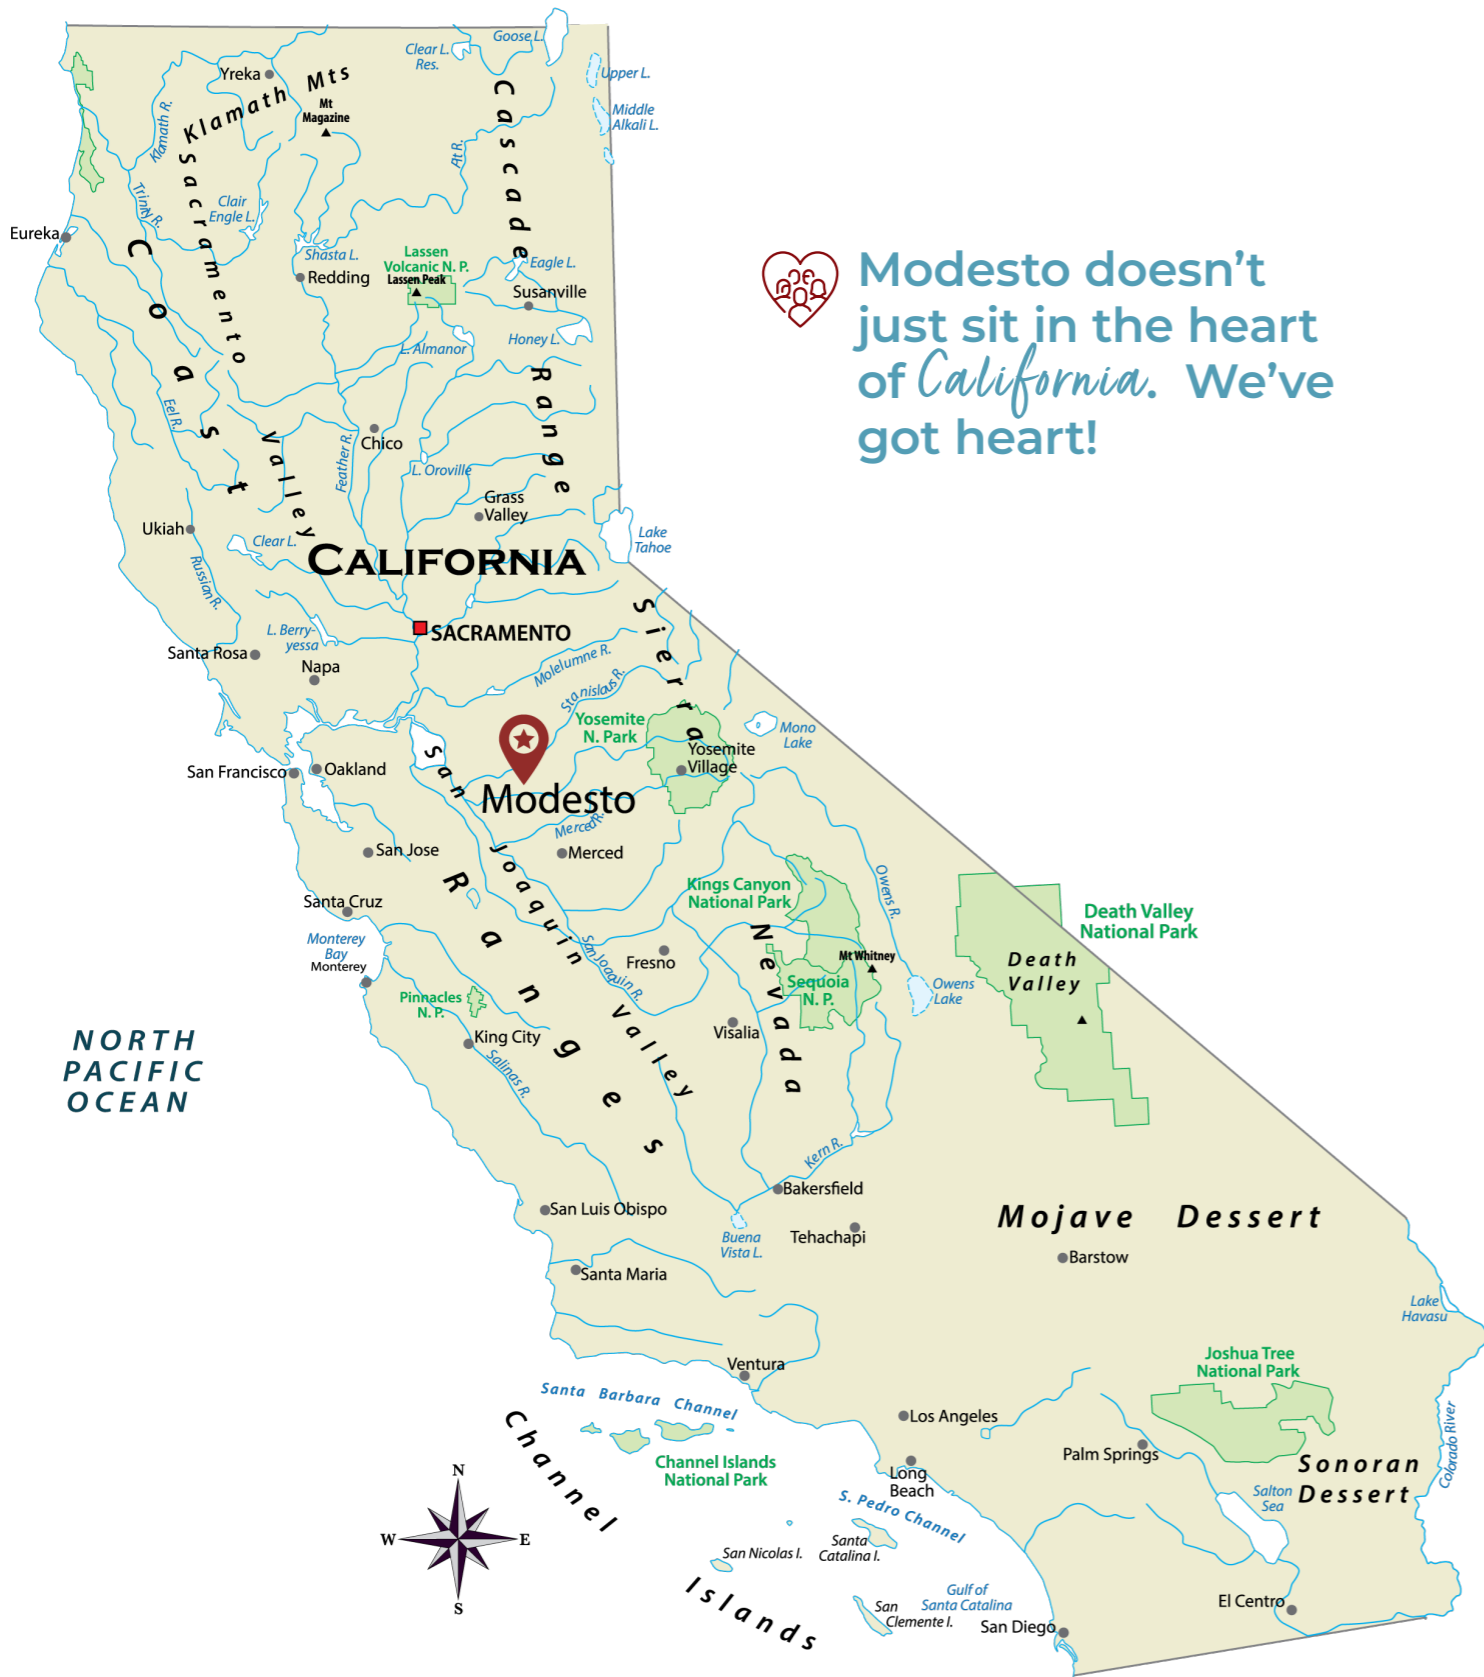 Goose L.
Clear L.
Res.
Upper L.
Yreka
Klamath Mts
Mt
Magazine
Middle
Alkali L.
Klamath R.
Cascade
Range
At R.
Sacramento
Valley
Trinity R.
Clair
Engle L.
Eureka
Coast
Ranges
Shasta L.
Redding
Lassen
Volcanic N. P.
Lassen Peak
Eagle L.
Susanville
Honey L.
L. Almanor
Modesto doesn’t
just sit in the heart
of California. We’ve
got heart!
Eel R.
Feather R.
Chico
L. Oroville
Grass
Valley
Ukiah
Clear L.
CALIFORNIA
Lake
Tahoe
Russian R.
L. Berry-
yessa
SACRAMENTO
Santa Rosa
Napa
Sierra
Nevada
Molelumne R.
Stanislaus R.
Yosemite
N. Park
Mono
Lake
Yosemite
Village
San Francisco
Oakland
San
Joaquin
Valley
Modesto
Merced R.
Merced
San Jose
Santa Cruz
Kings Canyon
National Park
Owens R.
Death Valley
National Park
Monterey
Bay
Monterey
San Joaquin R.
Fresno
Mt Whitney
Death
Valley
Sequoia
N. P.
Owens
Lake
Pinnacles
N. P.
King City
Salinas R.
Visalia
NORTH
PACIFIC
OCEAN
Kern R.
Bakersfield
San Luis Obispo
Buena
Vista L.
Tehachapi
Mojave Dessert
Barstow
Santa Maria
Lake
Havasu
Ventura
Joshua Tree
National Park
Santa Barbara Channel
Channel
Islands
Los Angeles
Palm Springs
Colorado River
Channel Islands
National Park
Long
Beach
Sonoran
Dessert
Salton
Sea
S. Pedro Channel
N
W
E
S
San Nicolas I.
Santa
Catalina I.
San
Clemente I.
Gulf of
Santa Catalina
San Diego
El Centro